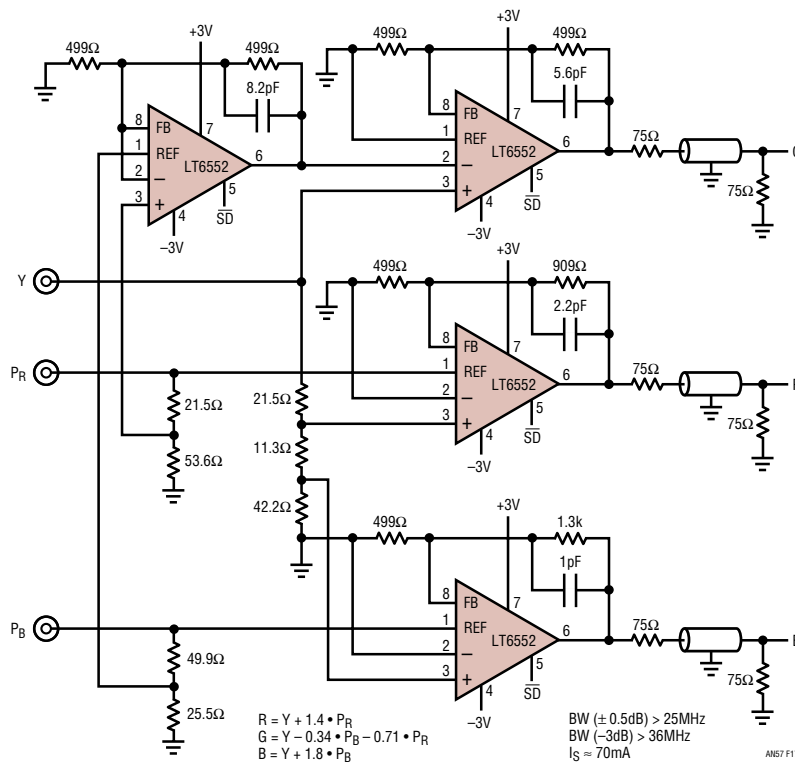 +3V
+3V
499Ω
499Ω
499Ω
499Ω
8.2pF
5.6pF
8
FB
7
1
REF
LT6552
6
2
−
3
+
5
SD
4
−3V
8
FB
7
1
REF
LT6552
6
2
−
3
+
5
SD
4
−3V
75Ω
75Ω
Y
+3V
499Ω
909Ω
2.2pF
8
FB
7
1
REF
LT6552
6
2
−
3
+
5
SD
4
−3V
75Ω
75Ω
PR
21.5Ω
53.6Ω
21.5Ω
11.3Ω
42.2Ω
+3V
499Ω
1.3k
1pF
8
FB
7
1
REF
LT6552
6
2
−
3
+
5
SD
4
−3V
75Ω
75Ω
PB
49.9Ω
25.5Ω
R = Y + 1.4 • PR
G = Y − 0.34 • PB − 0.71 • PR
B = Y + 1.8 • PB
BW (± 0.5dB) > 25MHz
BW (−3dB) > 36MHz
IS ≈ 70mA
AN57